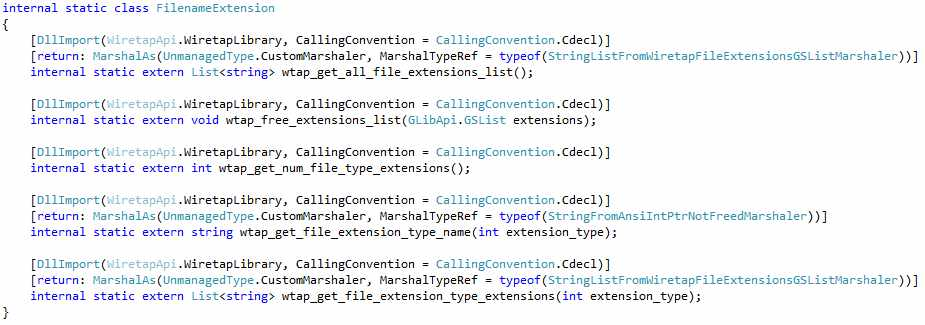 internal static class FilenameExtension
{
[DllImport(WiretapApi.WiretapLibrary, CallingConvention = CallingConvention.Cdecl)]
[return: MarshalAs(UnmanagedType.CustomMarshaler, MarshalTypeRef = typeof(StringListFromWiretapFileExtensionsGSListMarshaler))]
internal static extern List<string> wtap_get_all_file_extensions_list();
[DllImport(WiretapApi.WiretapLibrary, CallingConvention = CallingConvention.Cdecl)]
internal static extern void wtap_free_extensions_list(GLibApi.GSList extensions);
[DllImport(WiretapApi.WiretapLibrary, CallingConvention = CallingConvention.Cdecl)]
internal static extern int wtap_get_num_file_type_extensions();
[DllImport(WiretapApi.WiretapLibrary, CallingConvention = CallingConvention.Cdecl)]
[return: MarshalAs(UnmanagedType.CustomMarshaler, MarshalTypeRef = typeof(StringFromAnsiIntPtrNotFreedMarshaler))]
internal static extern string wtap_get_file_extension_type_name(int extension_type);
[DllImport(WiretapApi.WiretapLibrary, CallingConvention = CallingConvention.Cdecl)]
[return: MarshalAs(UnmanagedType.CustomMarshaler, MarshalTypeRef = typeof(StringListFromWiretapFileExtensionsGSListMarshaler))]
internal static extern List<string> wtap_get_file_extension_type_extensions(int extension_type);
}